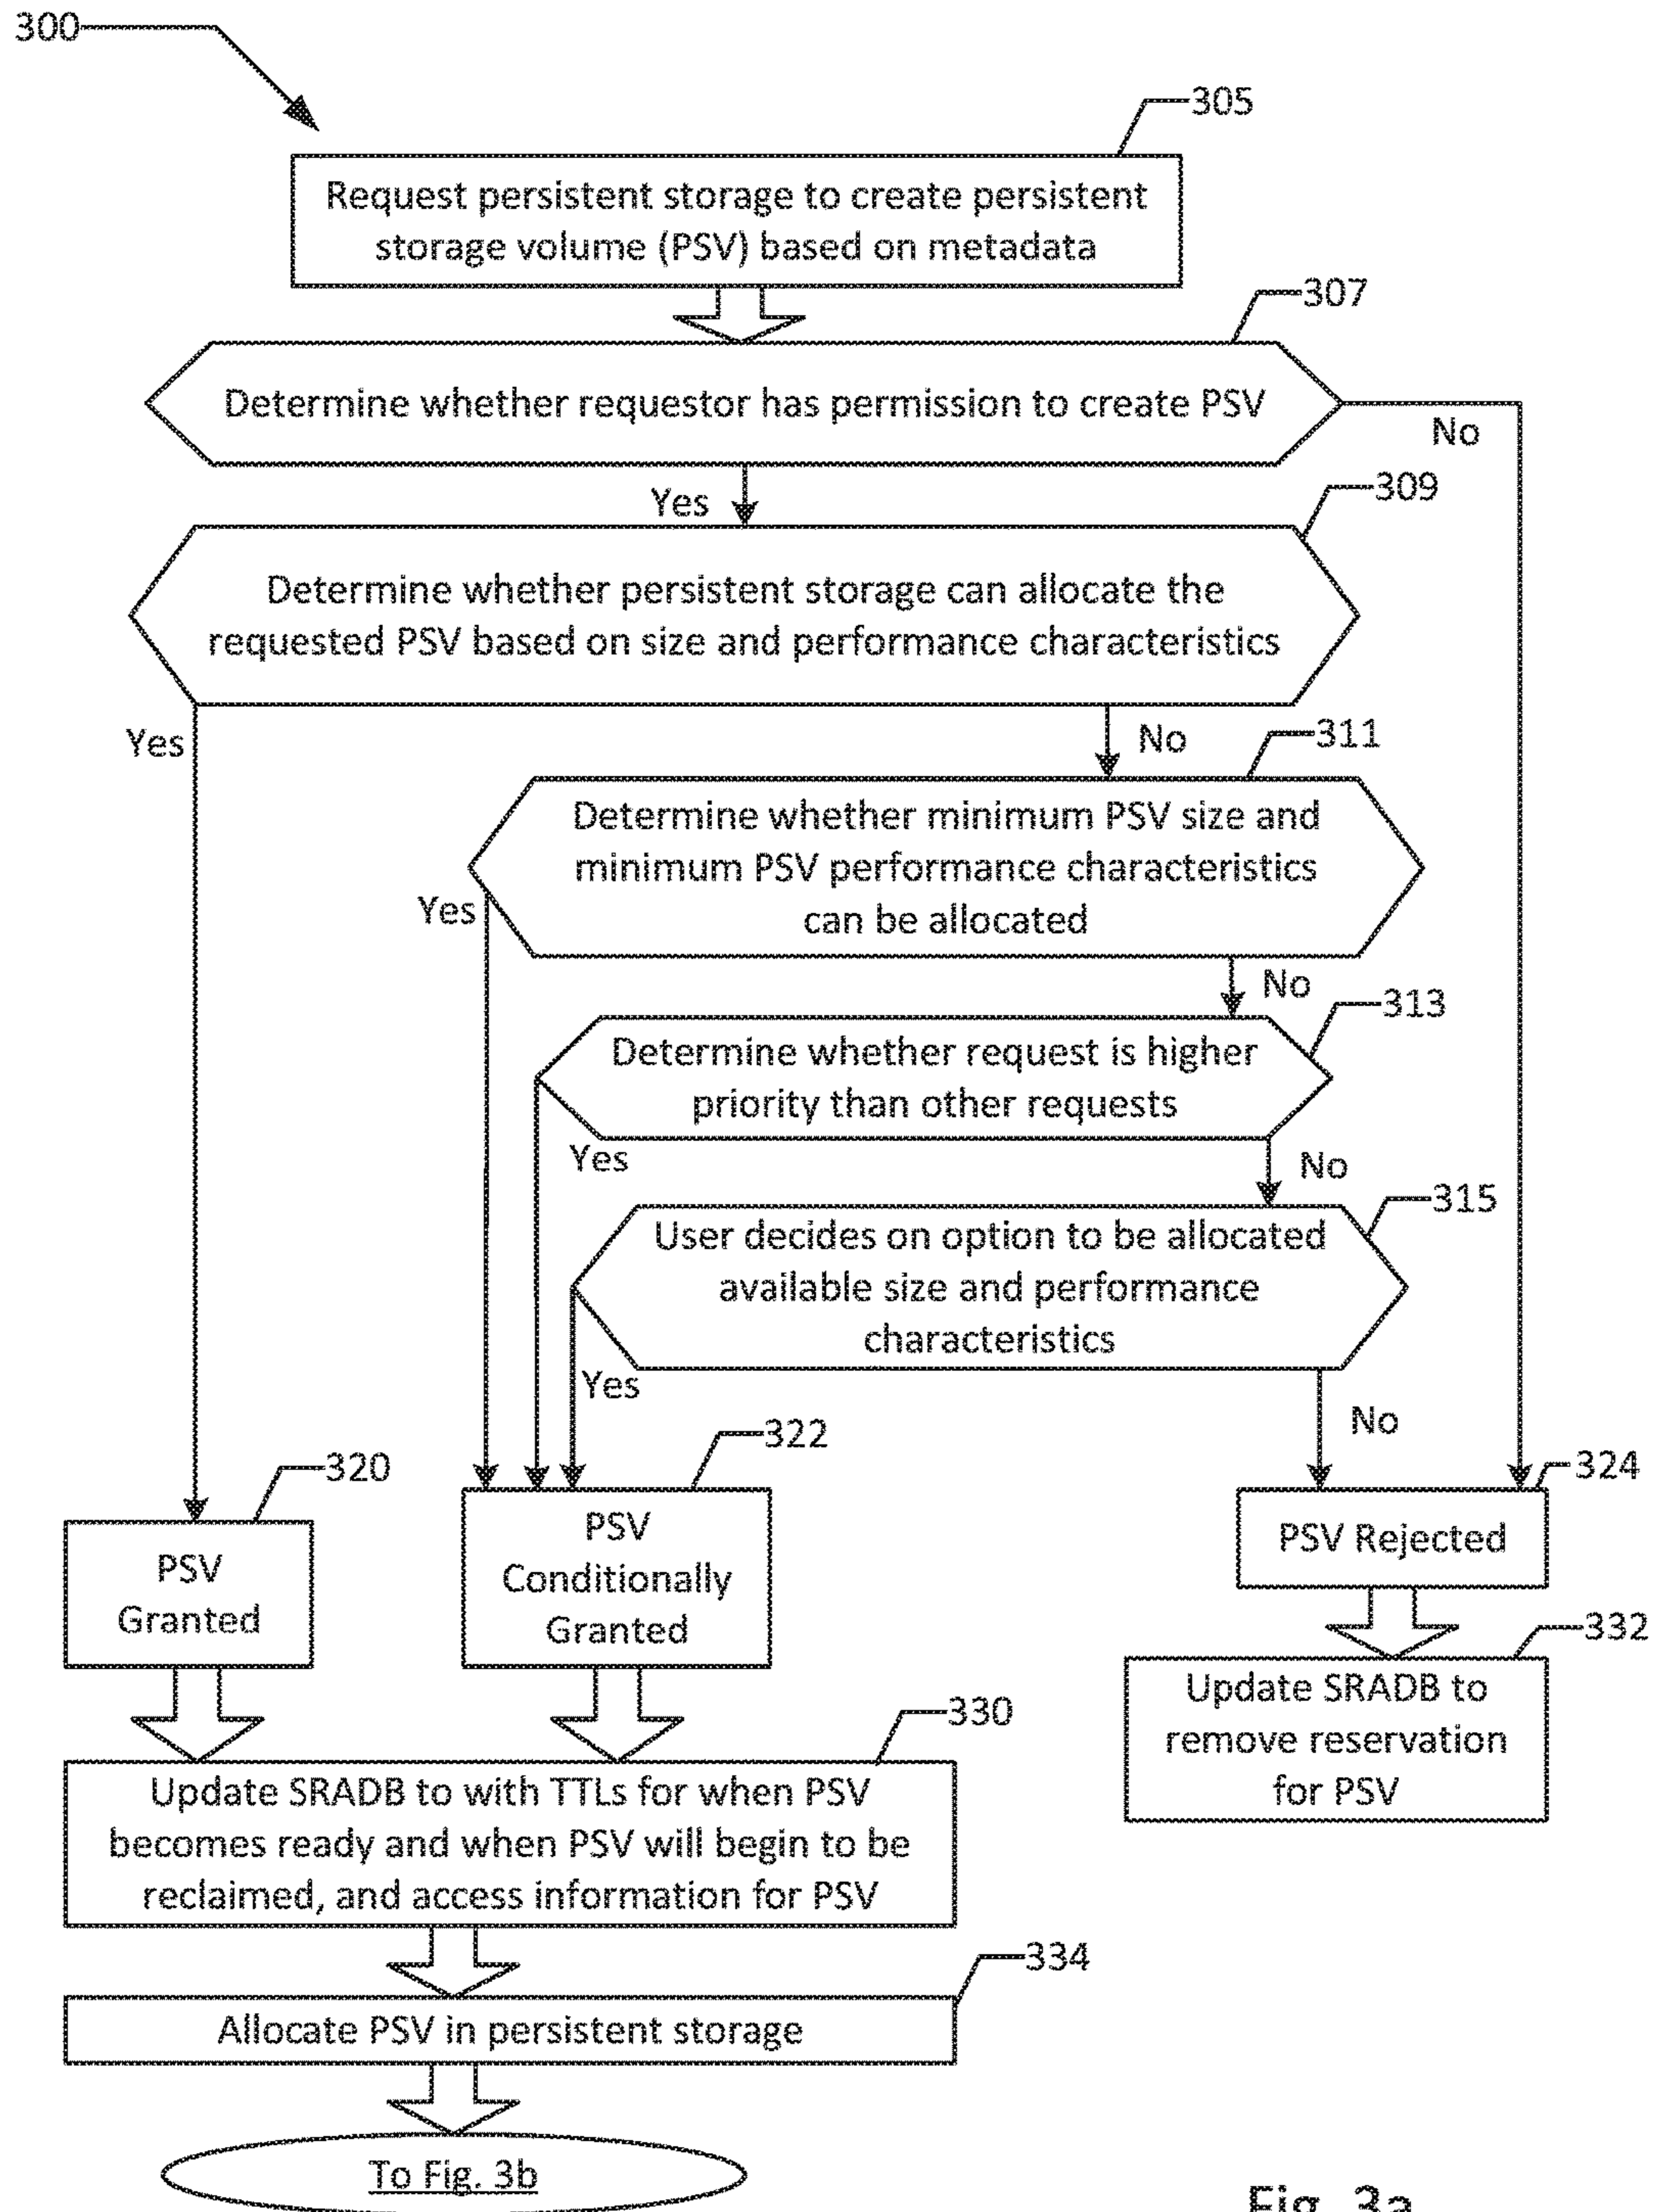 300
305
Request persistent storage to create persistent
storage volume (PSV) based on metadata
307
Determine whether requestor has permission to create PSV
No
Yes
309
Determine whether persistent storage can allocate the
requested PSV based on size and performance characteristics
Yes
No
311
Determine whether minimum PSV size and
minimum PSV performance characteristics
can be allocated
Yes
No
313
Determine whether request is higher
priority than other requests
Yes
No
315
User decides on option to be allocated
available size and performance
characteristics
Yes
No
320
322
324
PSV
Granted
PSV
Conditionally
Granted
PSV Rejected
332
Update SRADB to
remove reservation
for PSV
330
Update SRADB to with TTLs for when PSV
becomes ready and when PSV will begin to be
reclaimed, and access information for PSV
334
Allocate PSV in persistent storage
To Fig. 3b
Fig. 3a